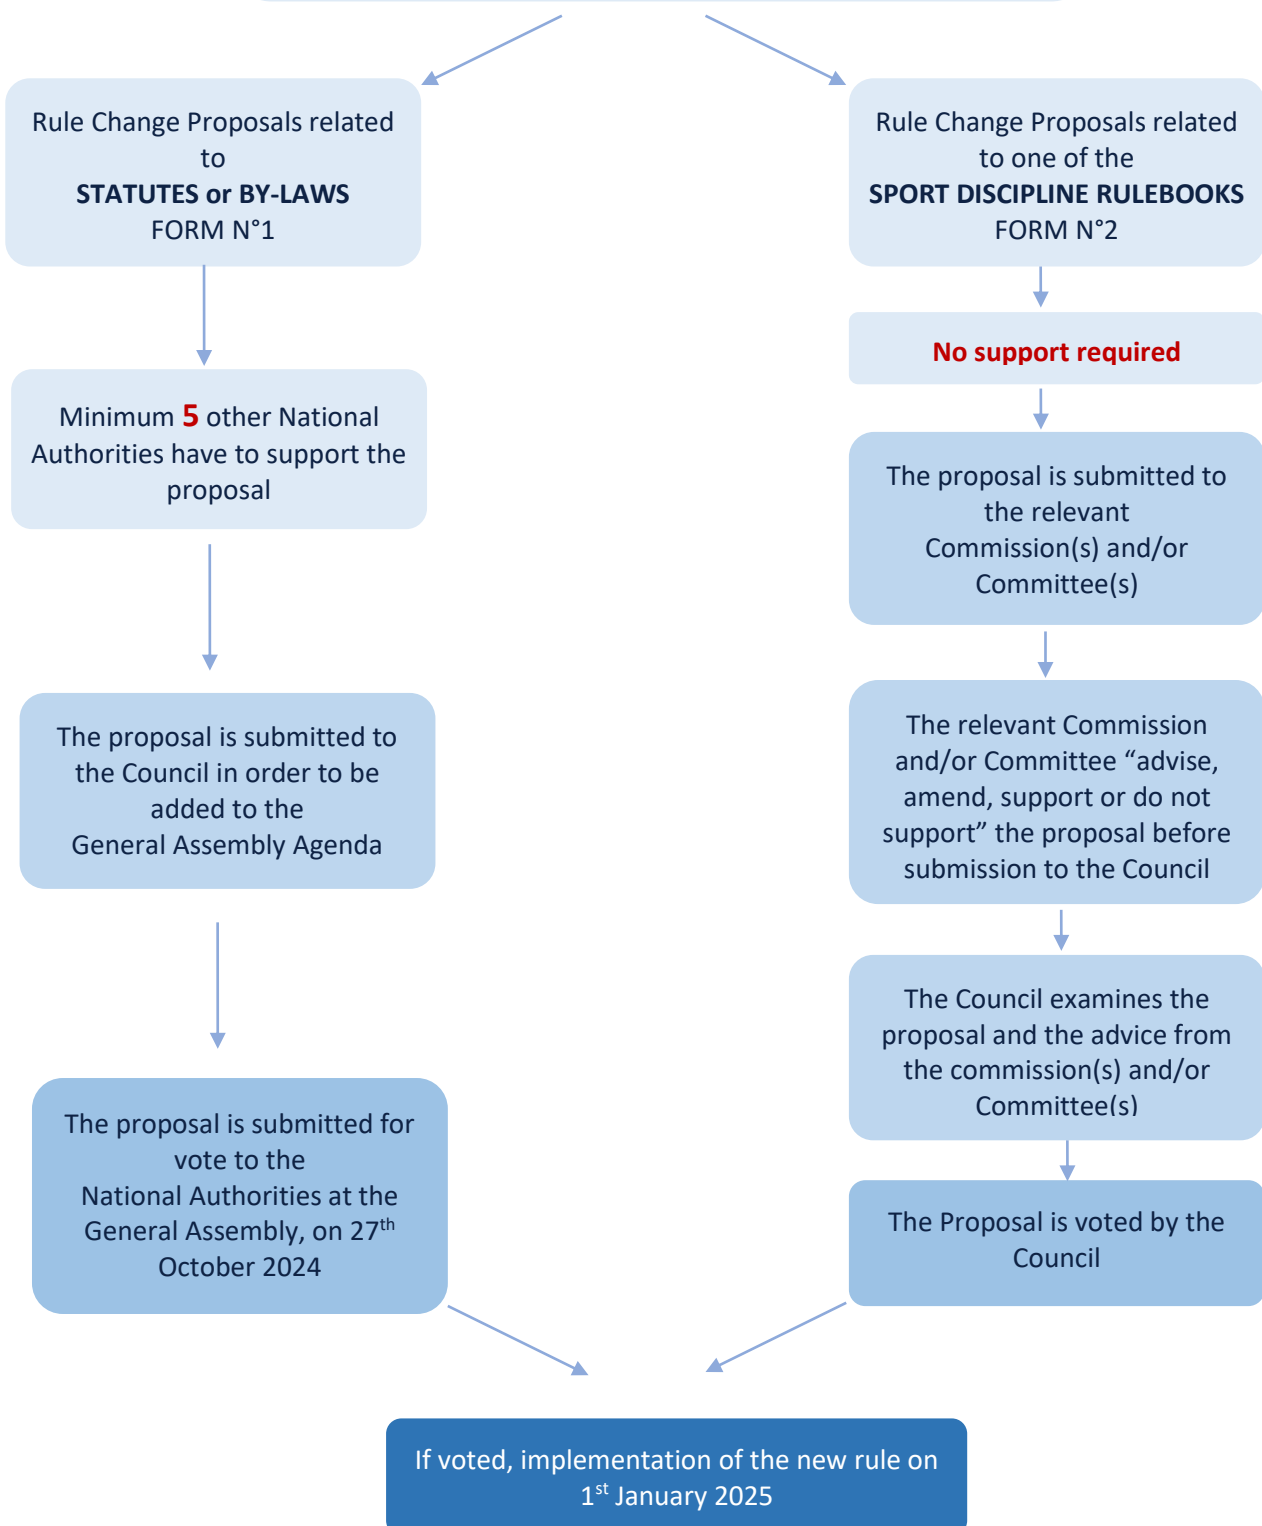 Rule Change Proposals related
to
STATUTES or BY-LAWS
FORM N°1
Minimum 5 other National
Authorities have to support the
proposal
The proposal is submitted to
the Council in order to be
added to the
General Assembly Agenda
The proposal is submitted for
vote to the
National Authorities at the
General Assembly, on 27th
October 2024
Rule Change Proposals related
to one of the
SPORT DISCIPLINE RULEBOOKS
FORM N°2
No support required
The proposal is submitted to
the relevant
Commission(s) and/or
Committee(s)
The relevant Commission
and/or Committee “advise,
amend, support or do not
support” the proposal before
submission to the Council
The Council examines the
proposal and the advice from
the commission(s) and/or
Committee(s)
The Proposal is voted by the
Council
If voted, implementation of the new rule on
1st January 2025